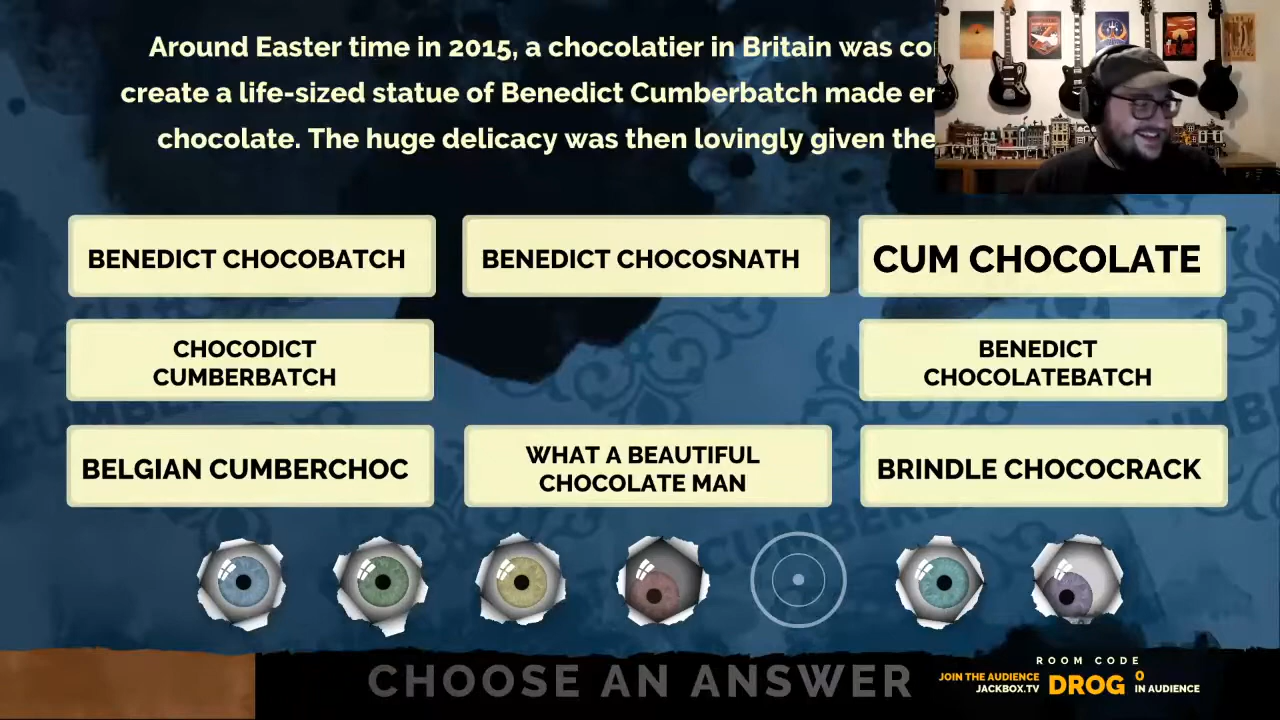 Around Easter time in 2015, a chocolatier in Britain was
create a life-sized statue of Benedict Cumberbatch made
chocolate. The huge delicacy was then lovingly given
BENEDICT CHOCOBATCH
BENEDICT CHOCOSNATH
CUM CHOCOLATE
CHOCODICT
CUMBERBATCH
BENEDICT
CHOCOLATEBATCH
BELGIAN CUMBERCHOC
WHAT A BEAUTIFUL
CHOCOLATE MAN
BRINDLE CHOCOCRACK
CHOOSE AN ANSWER
ROOM CODE
JOIN THE AUDIENCE
JACKBOX.TV
DROG
0
IN AUDIENCE